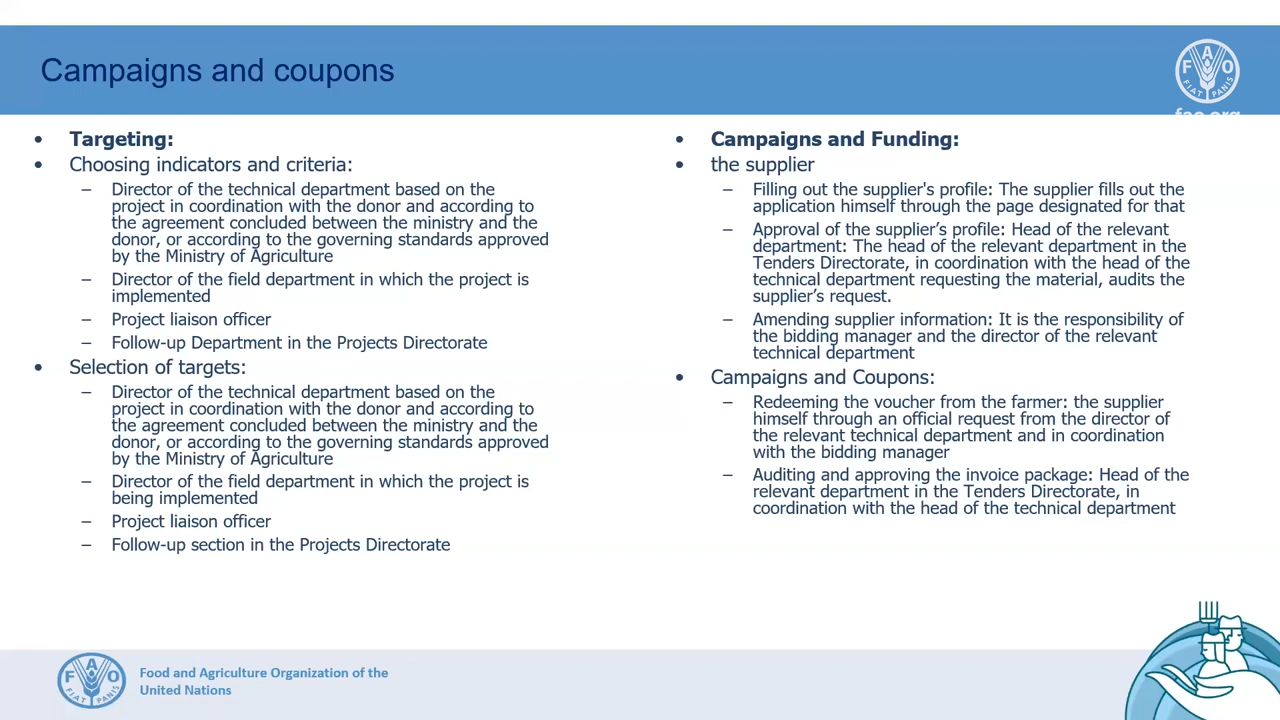 Campaigns and coupons
F A O
FIAT PANIS
fao.org
• Targeting:
• Choosing indicators and criteria:
– Director of the technical department based on the
project in coordination with the donor and according to
the agreement concluded between the ministry and the
donor, or according to the governing standards approved
by the Ministry of Agriculture
– Director of the field department in which the project is
implemented
– Project liaison officer
– Follow-up Department in the Projects Directorate
• Selection of targets:
– Director of the technical department based on the
project in coordination with the donor and according to
the agreement concluded between the ministry and the
donor, or according to the governing standards approved
by the Ministry of Agriculture
– Director of the field department in which the project is
being implemented
– Project liaison officer
– Follow-up section in the Projects Directorate
• Campaigns and Funding:
• the supplier
– Filling out the supplier's profile: The supplier fills out the
application himself through the page designated for that
– Approval of the supplier’s profile: Head of the relevant
department: The head of the relevant department in the
Tenders Directorate, in coordination with the head of the
technical department requesting the material, audits the
supplier’s request.
– Amending supplier information: It is the responsibility of
the bidding manager and the director of the relevant
technical department
• Campaigns and Coupons:
– Redeeming the voucher from the farmer: the supplier
himself through an official request from the director of
the relevant technical department and in coordination
with the bidding manager
– Auditing and approving the invoice package: Head of the
relevant department in the Tenders Directorate, in
coordination with the head of the technical department
F A O
FIAT PANIS
Food and Agriculture Organization of the
United Nations